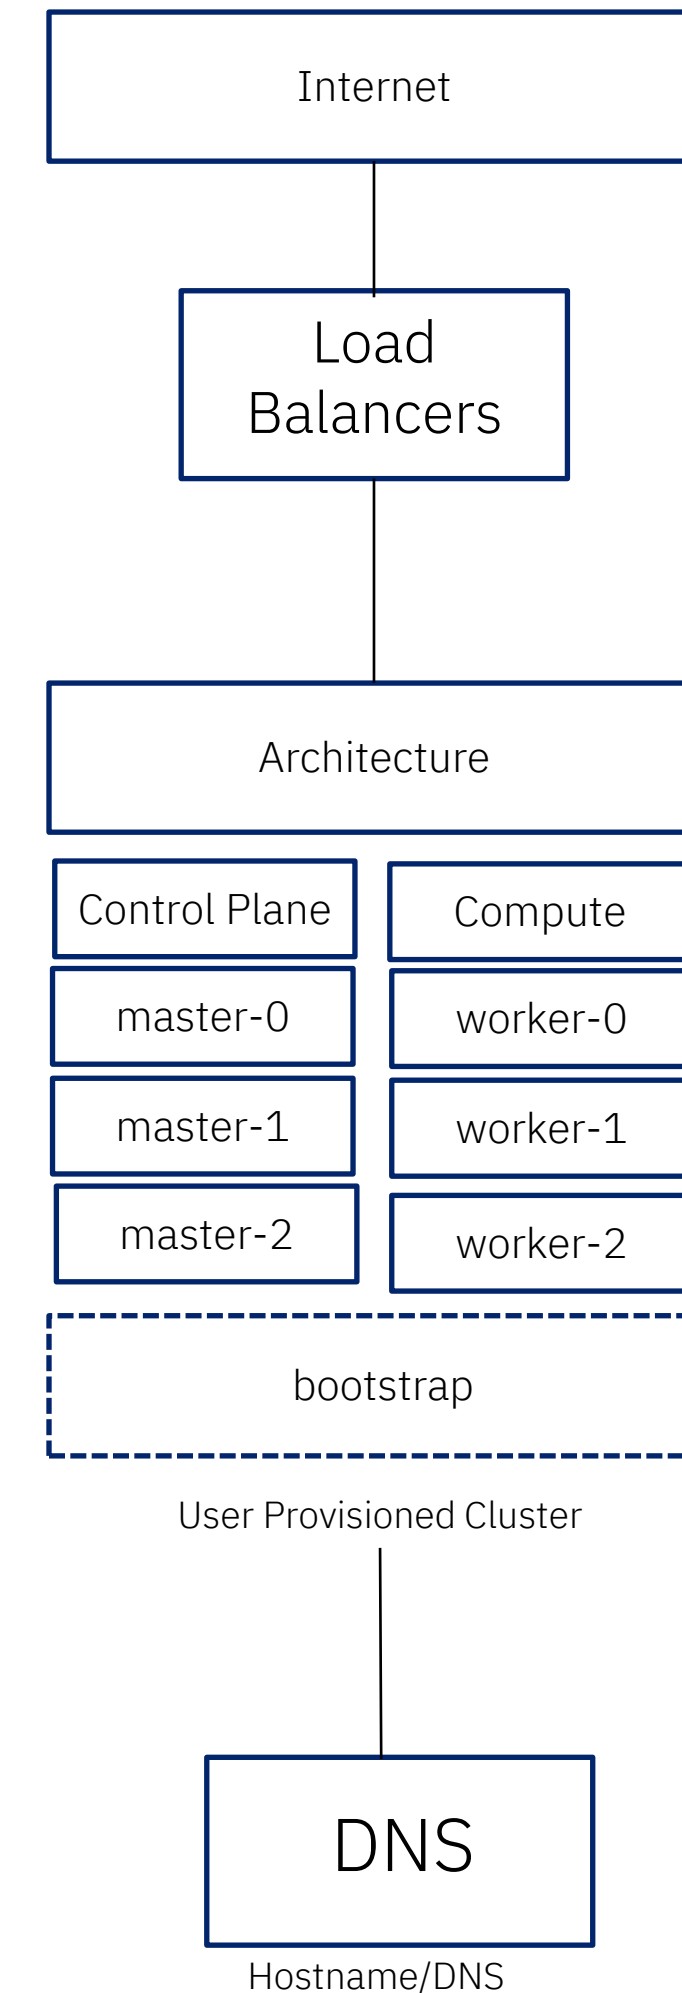 Internet
Load
Balancers
Architecture
Control Plane
Compute
master-0
worker-0
master-1
worker-1
master-2
worker-2
bootstrap
User Provisioned Cluster
DNS
Hostname/DNS